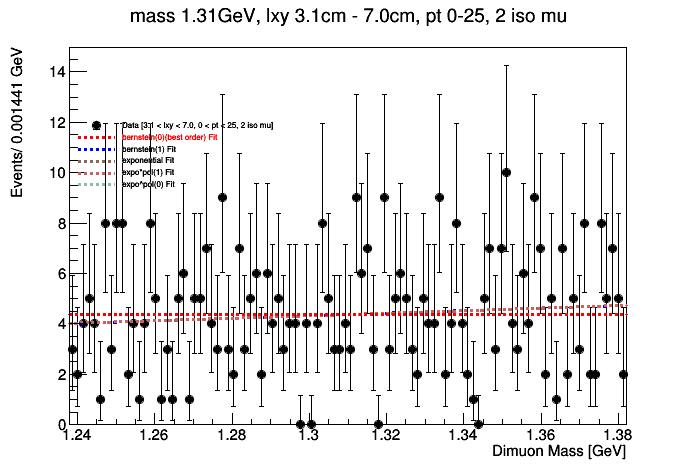 mass 1.31GeV, lxy 3.1cm - 7.0cm, pt 0-25, 2 iso mu
Events/ 0.001441 GeV
14
12
10
8
6
4
2
0
Data [3.1 < lxy < 7.0, 0 < pt < 25, 2 iso mu]
bernstein(0)(best order) Fit
bernstein(1) Fit
exponential Fit
expo*pol(1) Fit
expo*pol(0) Fit
1.24 1.26 1.28 1.3 1.32 1.34 1.36 1.38
Dimuon Mass [GeV]